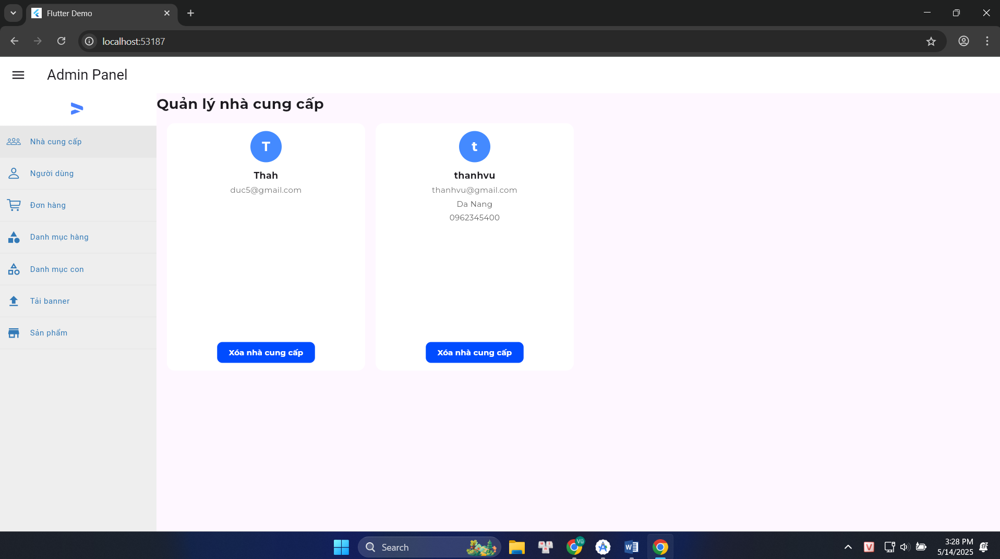 Flutter Demo
localhost:53187
Admin Panel
Nhà cung cấp
Người dùng
Đơn hàng
Danh mục hàng
Danh mục con
Tải banner
Sản phẩm
Quản lý nhà cung cấp
T
Thah
duc5@gmail.com
Xóa nhà cung cấp
t
thanhvu
thanhvu@gmail.com
Da Nang
0962345400
Xóa nhà cung cấp
Search
Vũ
W
V
3:28 PM
5/14/2025